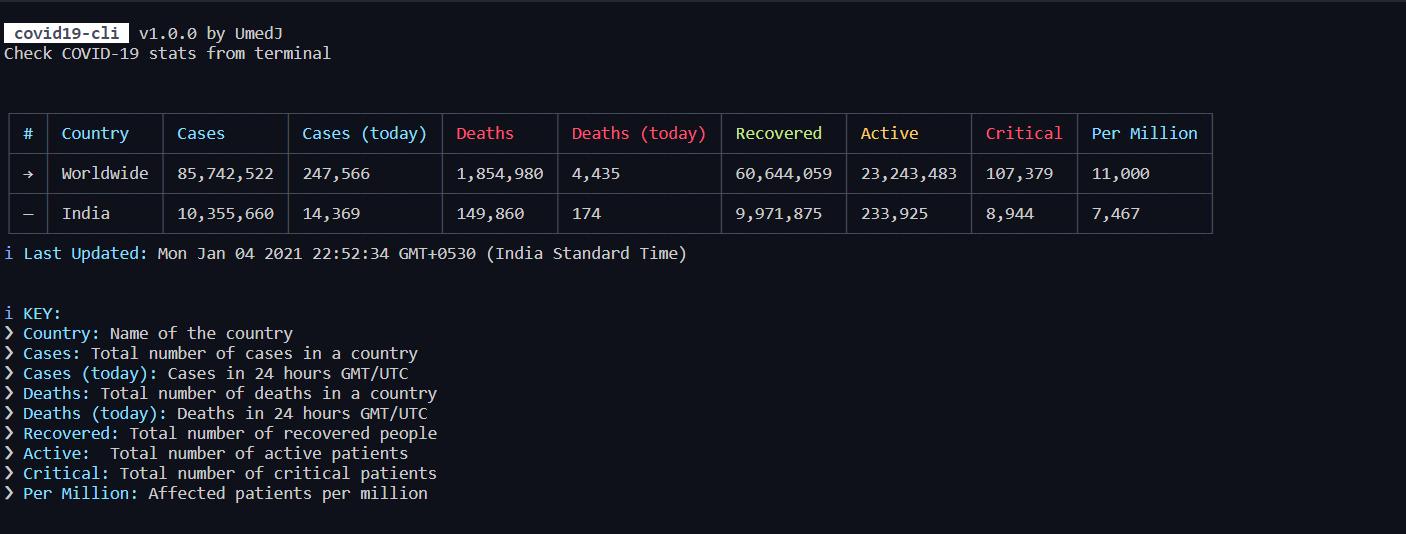 covid19-cli v1.0.0 by UmedJ
Check COVID-19 stats from terminal
# Country Cases Cases (today) Deaths Deaths (today) Recovered Active Critical Per Million
→ Worldwide 85,742,522 247,566 1,854,980 4,435 60,644,059 23,243,483 107,379 11,000
— India 10,355,660 14,369 149,860 174 9,971,875 233,925 8,944 7,467
i Last Updated: Mon Jan 04 2021 22:52:34 GMT+0530 (India Standard Time)
i KEY:
❯ Country: Name of the country
❯ Cases: Total number of cases in a country
❯ Cases (today): Cases in 24 hours GMT/UTC
❯ Deaths: Total number of deaths in a country
❯ Deaths (today): Deaths in 24 hours GMT/UTC
❯ Recovered: Total number of recovered people
❯ Active:  Total number of active patients
❯ Critical: Total number of critical patients
❯ Per Million: Affected patients per million